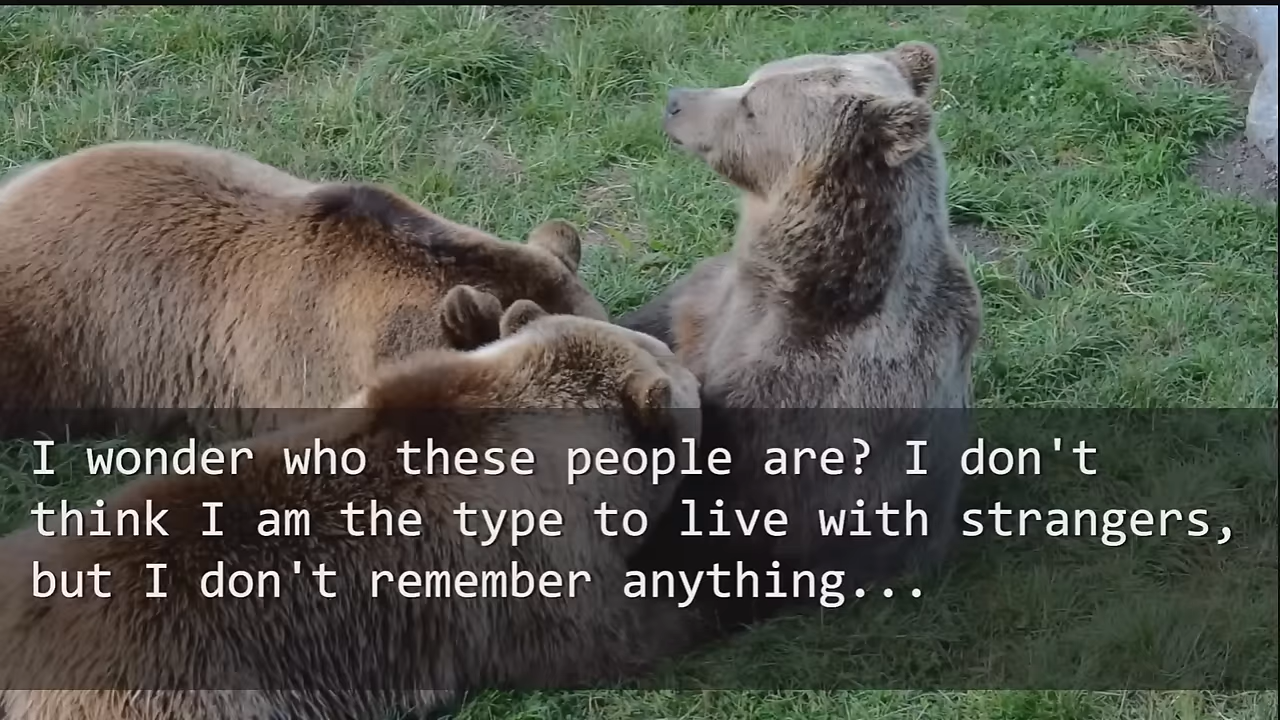 I wonder who these people are? I don't
think I am the type to live with strangers,
but I don't remember anything...